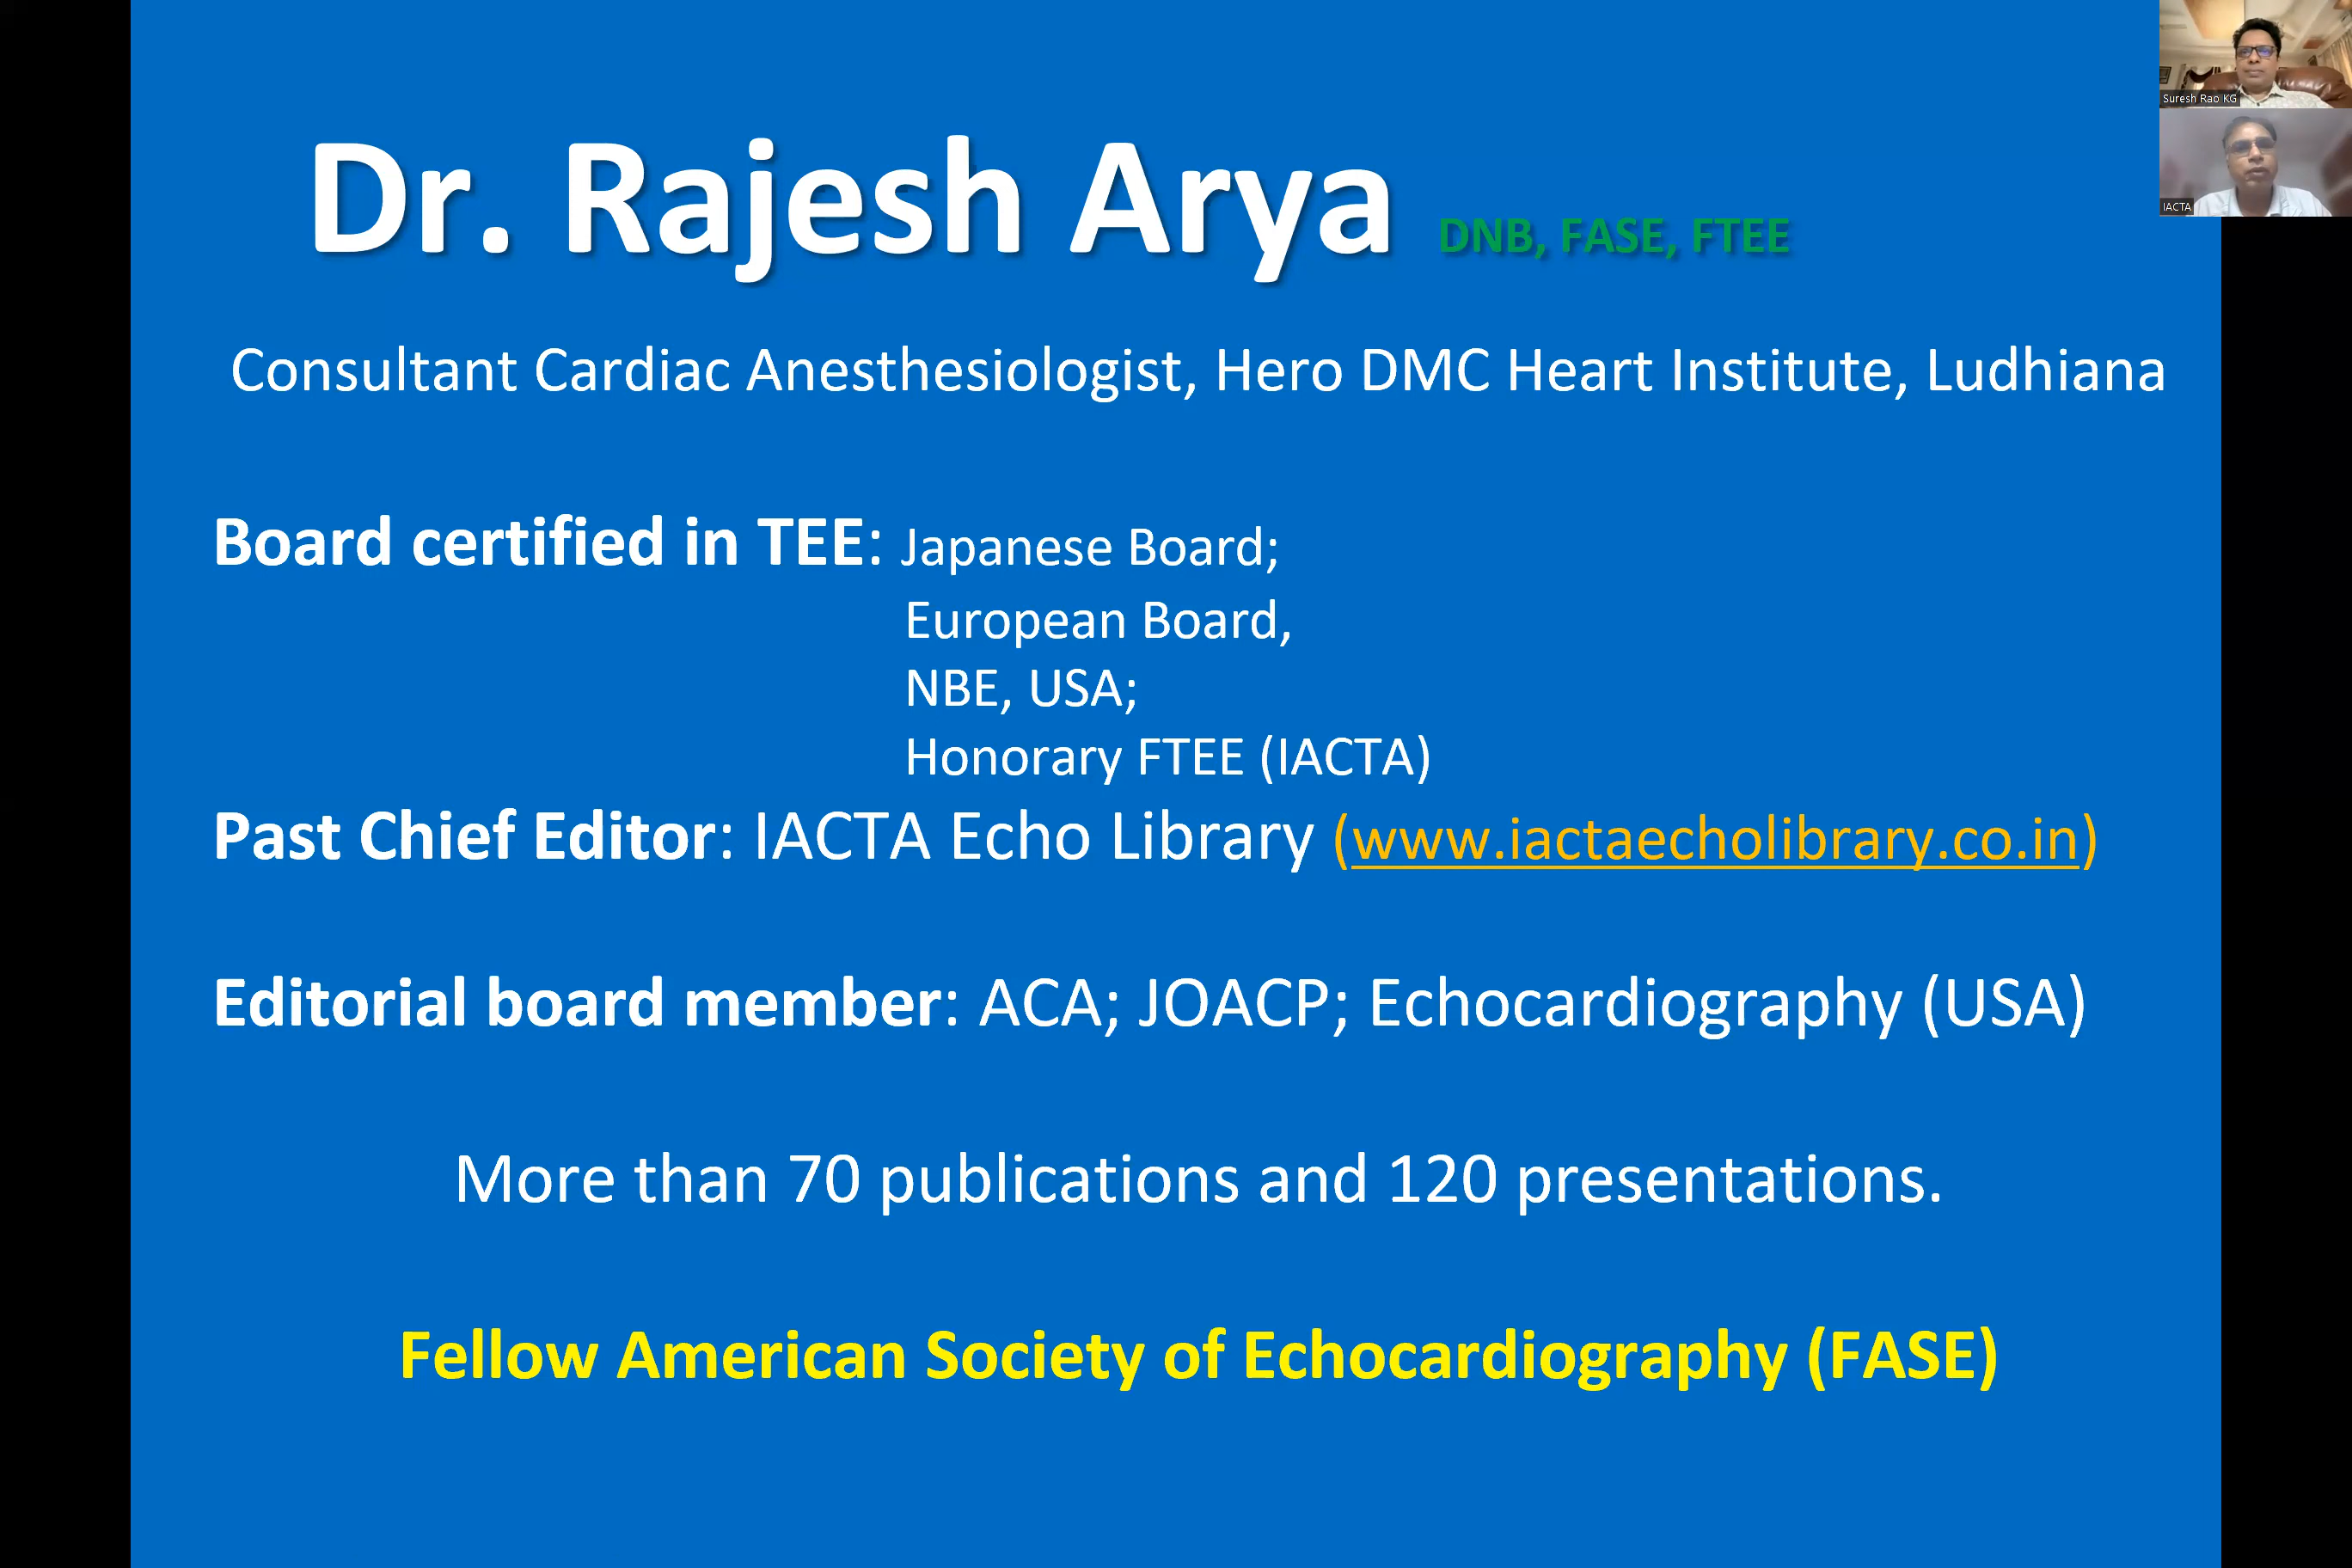 Dr. Rajesh Arya DNB, FASE, FTEE
Consultant Cardiac Anesthesiologist, Hero DMC Heart Institute, Ludhiana
Board certified in TEE: Japanese Board;
European Board,
NBE, USA;
Honorary FTEE (IACTA)
Past Chief Editor: IACTA Echo Library (www.iactaecholibrary.co.in)
Editorial board member: ACA; JOACP; Echocardiography (USA)
More than 70 publications and 120 presentations.
Fellow American Society of Echocardiography (FASE)
Suresh Rao KG
IACTA